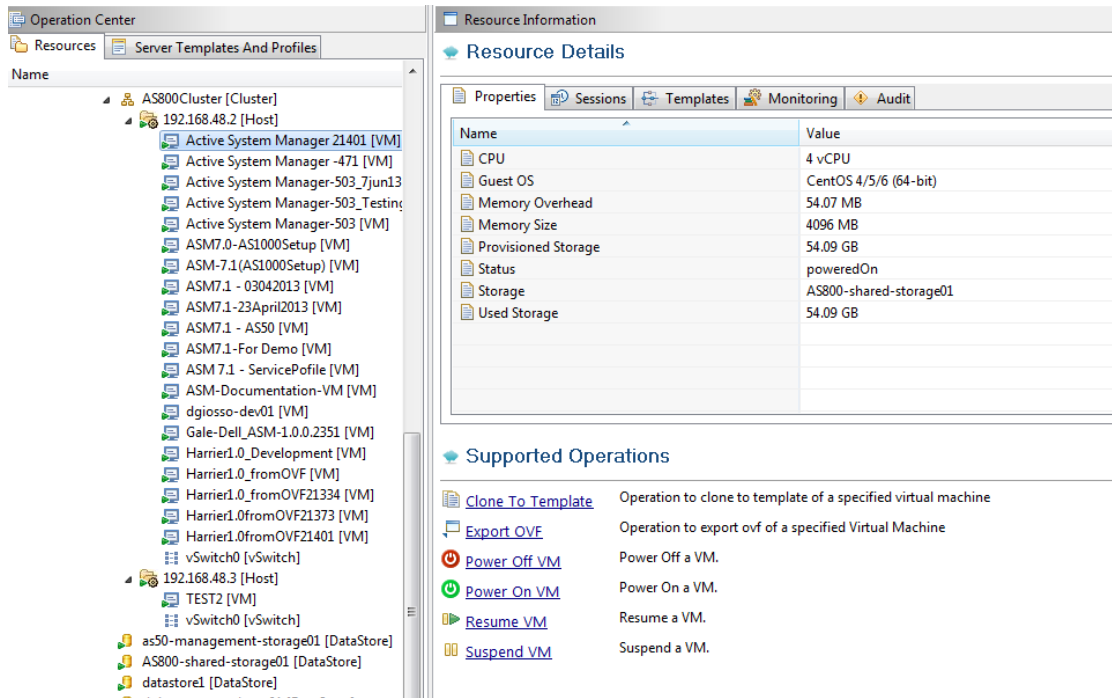 Operation Center
Resources
Server Templates And Profiles
Name
AS800Cluster [Cluster]
192.168.48.2 [Host]
Active System Manager 21401 [VM]
Active System Manager -471 [VM]
Active System Manager-503_7jun13
Active System Manager-503_Testing
Active System Manager-503 [VM]
ASM7.0-AS1000Setup [VM]
ASM-7.1(AS1000Setup) [VM]
ASM7.1 - 03042013 [VM]
ASM7.1-23April2013 [VM]
ASM7.1 - AS50 [VM]
ASM7.1-For Demo [VM]
ASM 7.1 - ServicePofile [VM]
ASM-Documentation-VM [VM]
dgiosso-dev01 [VM]
Gale-Dell_ASM-1.0.0.2351 [VM]
Harrier1.0_Development [VM]
Harrier1.0_fromOVF [VM]
Harrier1.0_fromOVF21334 [VM]
Harrier1.0fromOVF21373 [VM]
Harrier1.0fromOVF21401 [VM]
vSwitch0 [vSwitch]
192.168.48.3 [Host]
TEST2 [VM]
vSwitch0 [vSwitch]
as50-management-storage01 [DataStore]
AS800-shared-storage01 [DataStore]
datastore1 [DataStore]
Resource Information
Resource Details
Properties
Sessions
Templates
Monitoring
Audit
Name Value
CPU 4 vCPU
Guest OS CentOS 4/5/6 (64-bit)
Memory Overhead 54.07 MB
Memory Size 4096 MB
Provisioned Storage 54.09 GB
Status poweredOn
Storage AS800-shared-storage01
Used Storage 54.09 GB
Supported Operations
Clone To Template Operation to clone to template of a specified virtual machine
Export OVF Operation to export ovf of a specified Virtual Machine
Power Off VM Power Off a VM.
Power On VM Power On a VM.
Resume VM Resume a VM.
Suspend VM Suspend a VM.